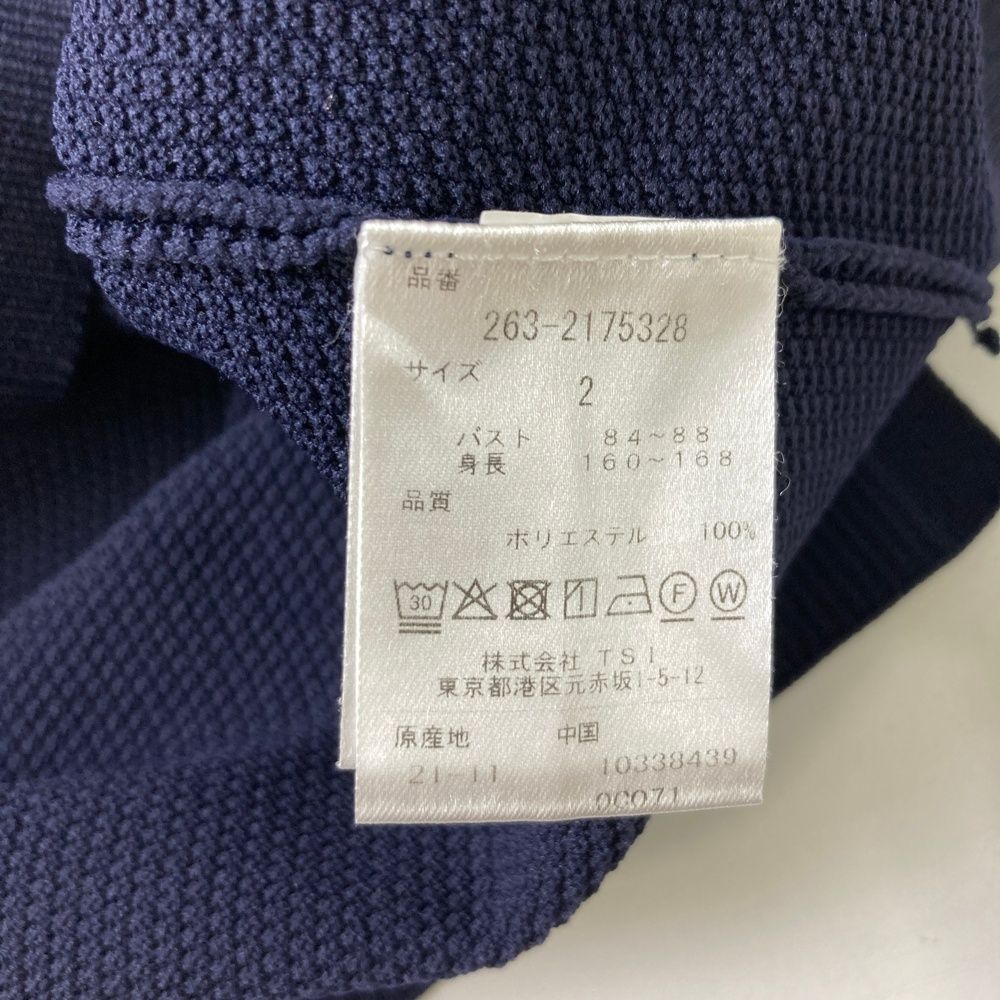 品番
263-2175328
サイズ
2
バスト 84~88
身長 160~168
品質
ポリエステル 100%
30 F W
株式会社 TSI
東京都港区元赤坂1-5-12
原産地 中国
21-11 10338439
0C071